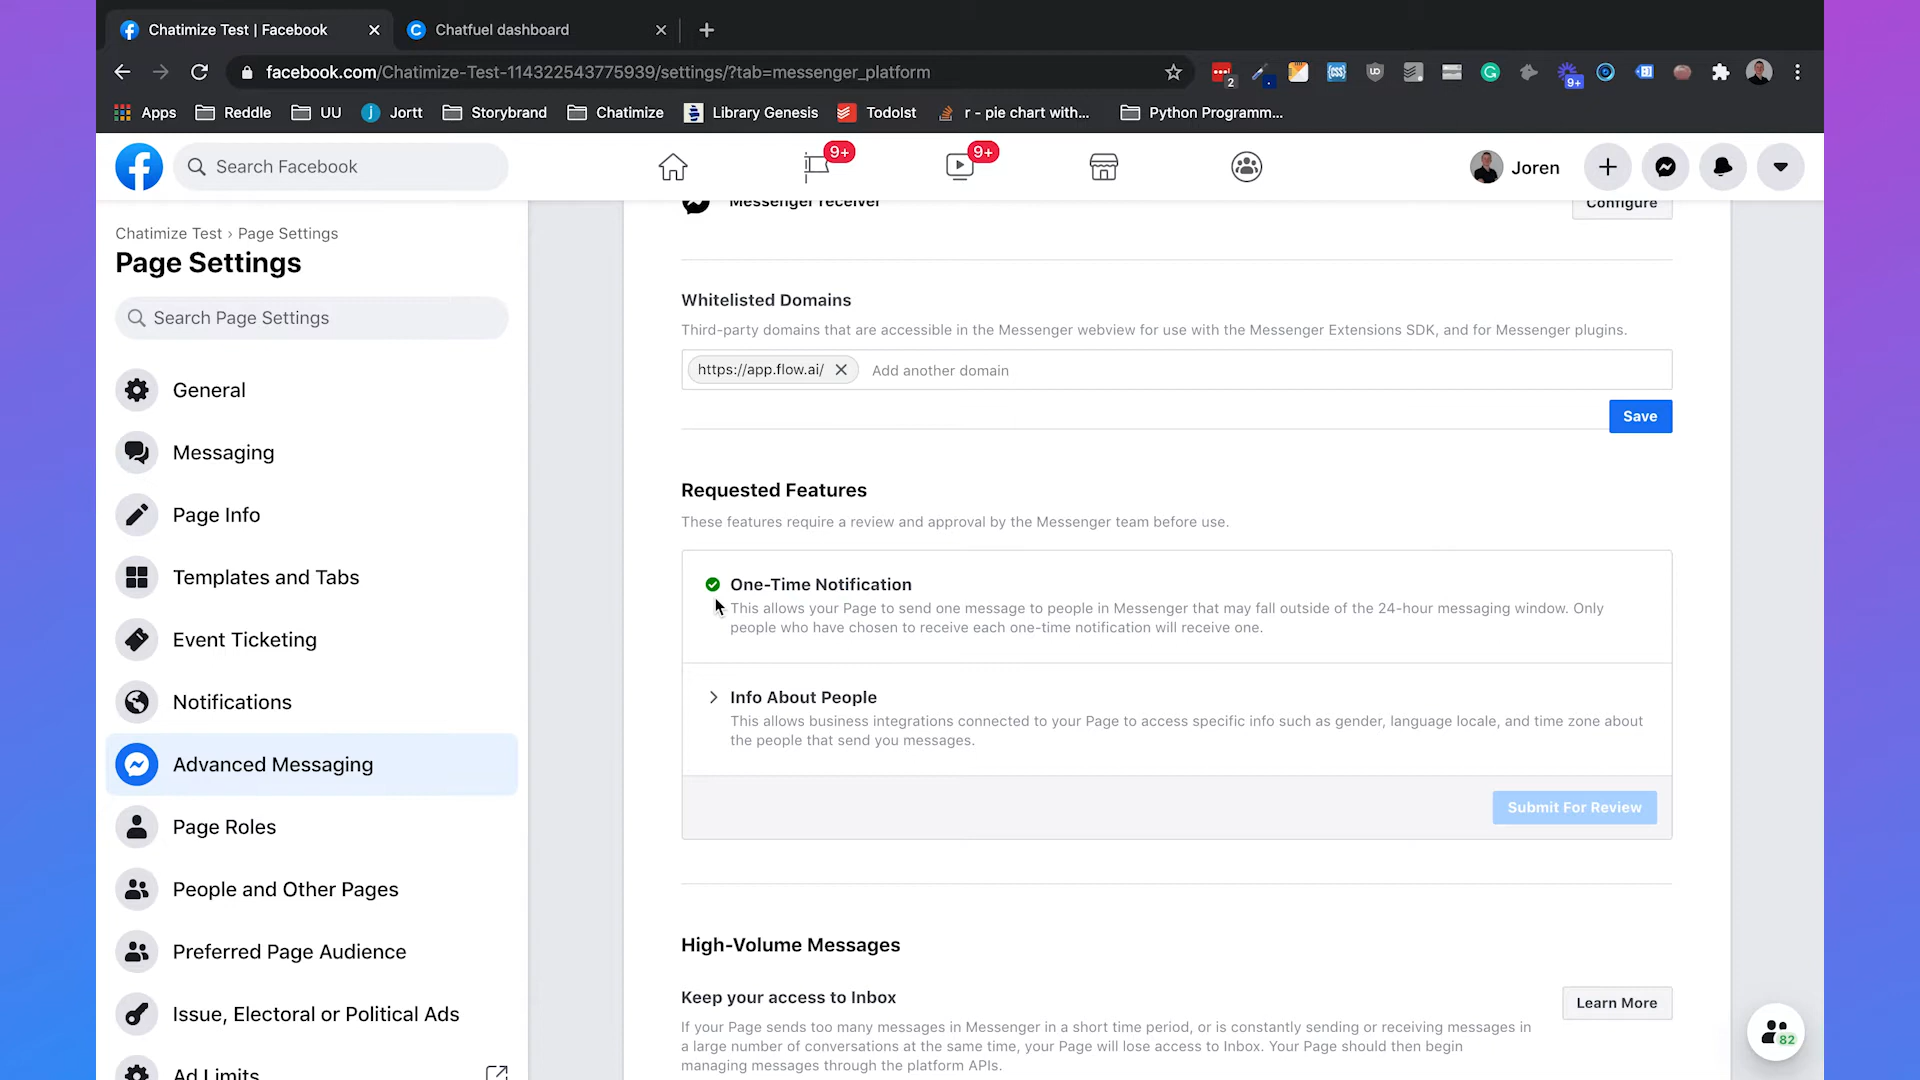 Chatimize Test | Facebook
Chatfuel dashboard
facebook.com/Chatimize-Test-114322543775939/settings/?tab=messenger_platform
2
9+
Apps
Reddle
UU
Jortt
Storybrand
Chatimize
Library Genesis
TodoIst
r - pie chart with...
Python Programm...
Search Facebook
9+
9+
Joren
Chatimize Test › Page Settings
Page Settings
Search Page Settings
General
Messaging
Page Info
Templates and Tabs
Event Ticketing
Notifications
Advanced Messaging
Page Roles
People and Other Pages
Preferred Page Audience
Issue, Electoral or Political Ads
Ad Limits
Messenger receiver
Configure
Whitelisted Domains
Third-party domains that are accessible in the Messenger webview for use with the Messenger Extensions SDK, and for Messenger plugins.
https://app.flow.ai/
Add another domain
Save
Requested Features
These features require a review and approval by the Messenger team before use.
One-Time Notification
This allows your Page to send one message to people in Messenger that may fall outside of the 24-hour messaging window. Only
people who have chosen to receive each one-time notification will receive one.
Info About People
This allows business integrations connected to your Page to access specific info such as gender, language locale, and time zone about
the people that send you messages.
Submit For Review
High-Volume Messages
Keep your access to Inbox
Learn More
If your Page sends too many messages in Messenger in a short time period, or is constantly sending or receiving messages in
a large number of conversations at the same time, your Page will lose access to Inbox. Your Page should then begin
managing messages through the platform APIs.
82